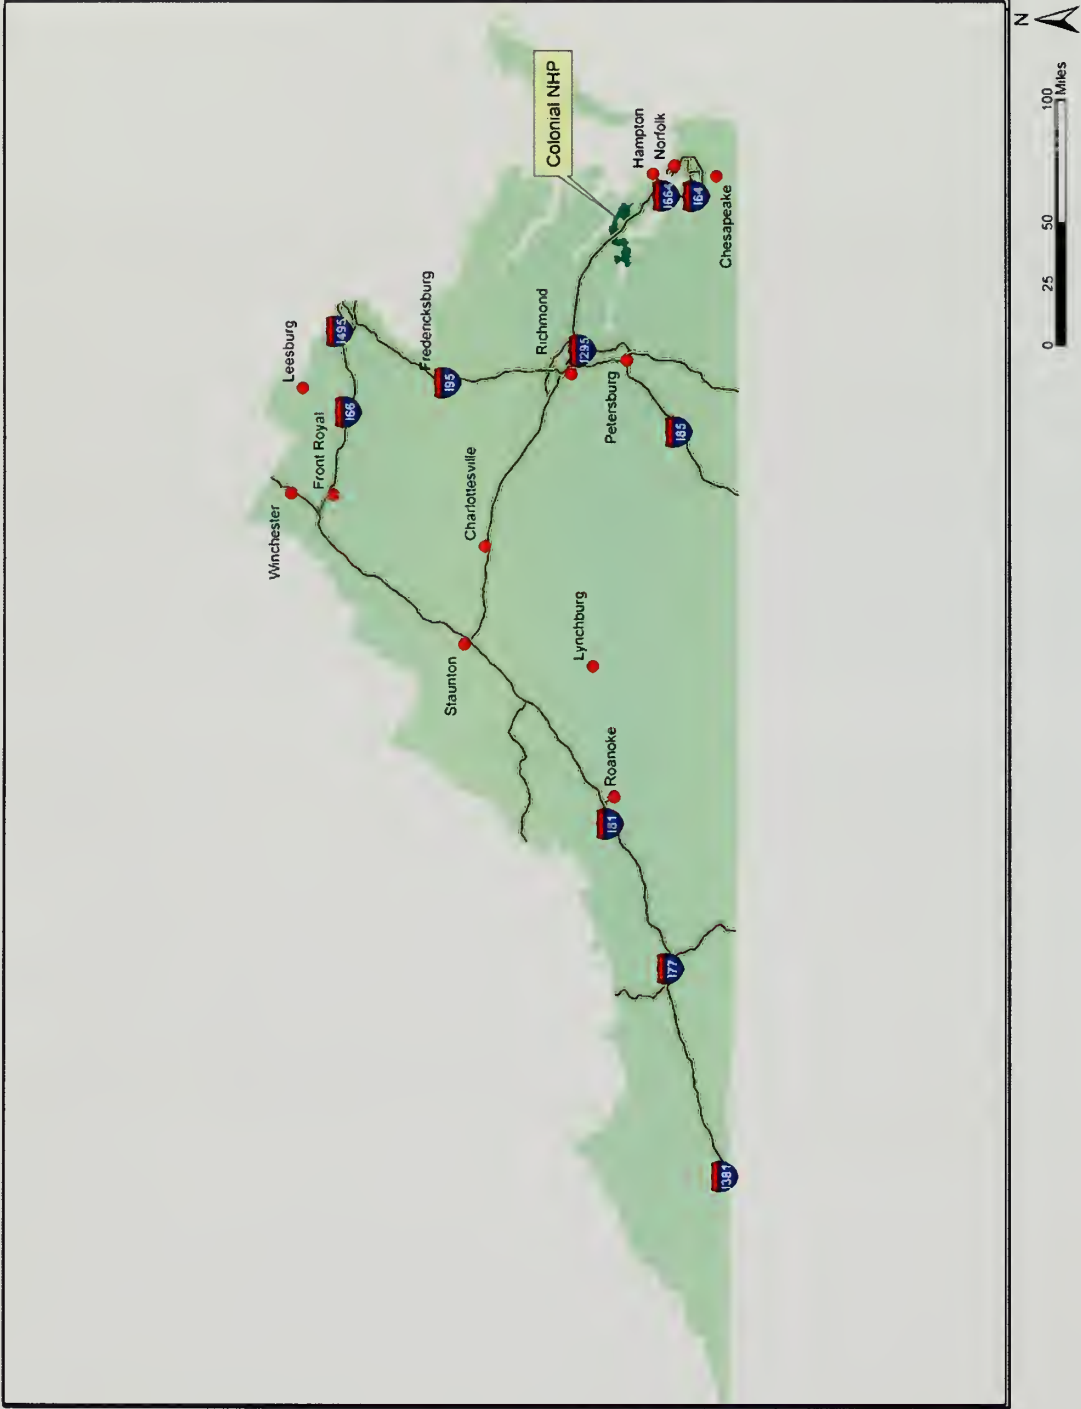 Winchester
Leesburg
Front Royal
I66
I495
Fredericksburg
I95
Staunton
Charlottesville
Richmond
I295
Colonial NHP
Lynchburg
Petersburg
I85
Hampton
Norfolk
I664
I64
Chesapeake
Roanoke
I81
I77
I381
N
0
25
50
100
Miles